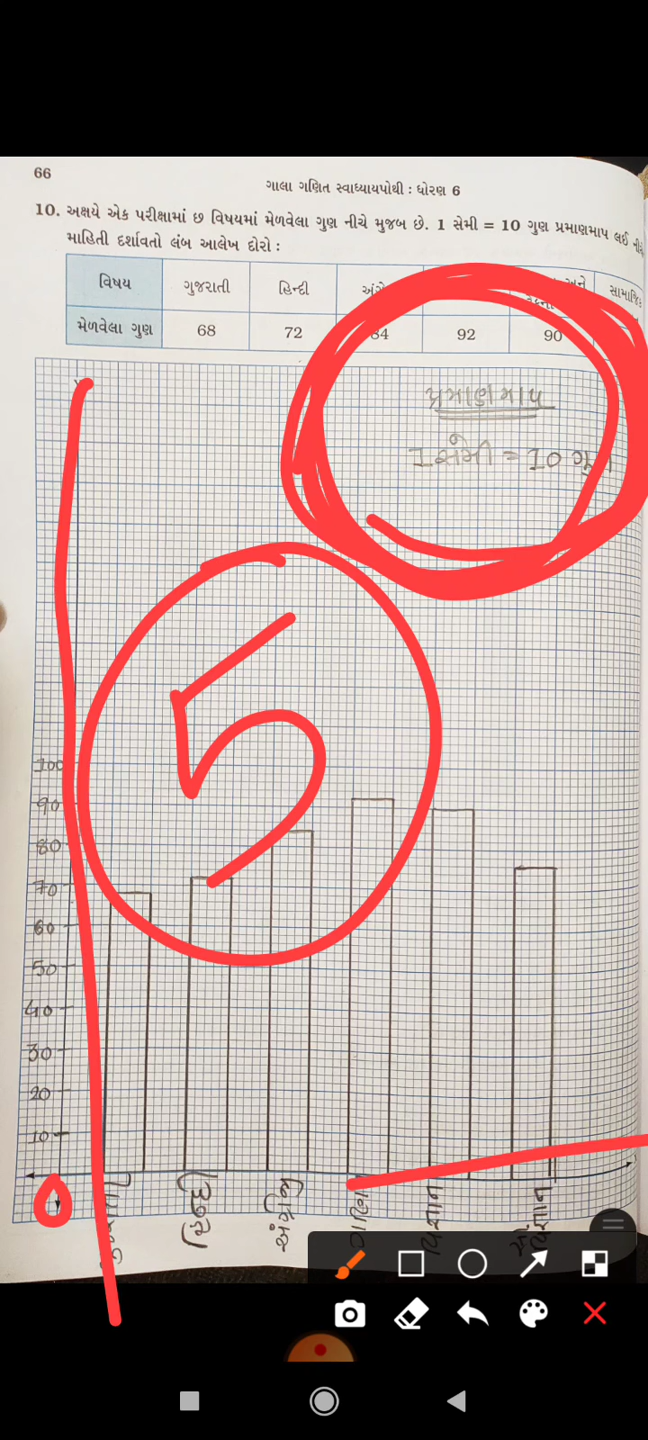 66
ગાલા ગણિત સ્વાધ્યાયપોથી : ધોરણ 6
10. અક્ષયે એક પરીક્ષામાં છ વિષયમાં મેળવેલા ગુણ નીચે મુજબ છે. 1 સેમી = 10 ગુણ પ્રમાણમાપ લઈ નીચે
માહિતી દર્શાવતો લંબ આલેખ દોરો :
વિષય ગુજરાતી હિન્દી સામાજિક
મેળવેલા ગુણ 68 72 84 92 90
પ્રમાણમાપ
1 સેમી = 10 ગુણ
5
100
90
80
70
60
50
40
30
20
10
0
ગુજરાતી હિન્દી અંગ્રેજી ગણિત વિજ્ઞાન